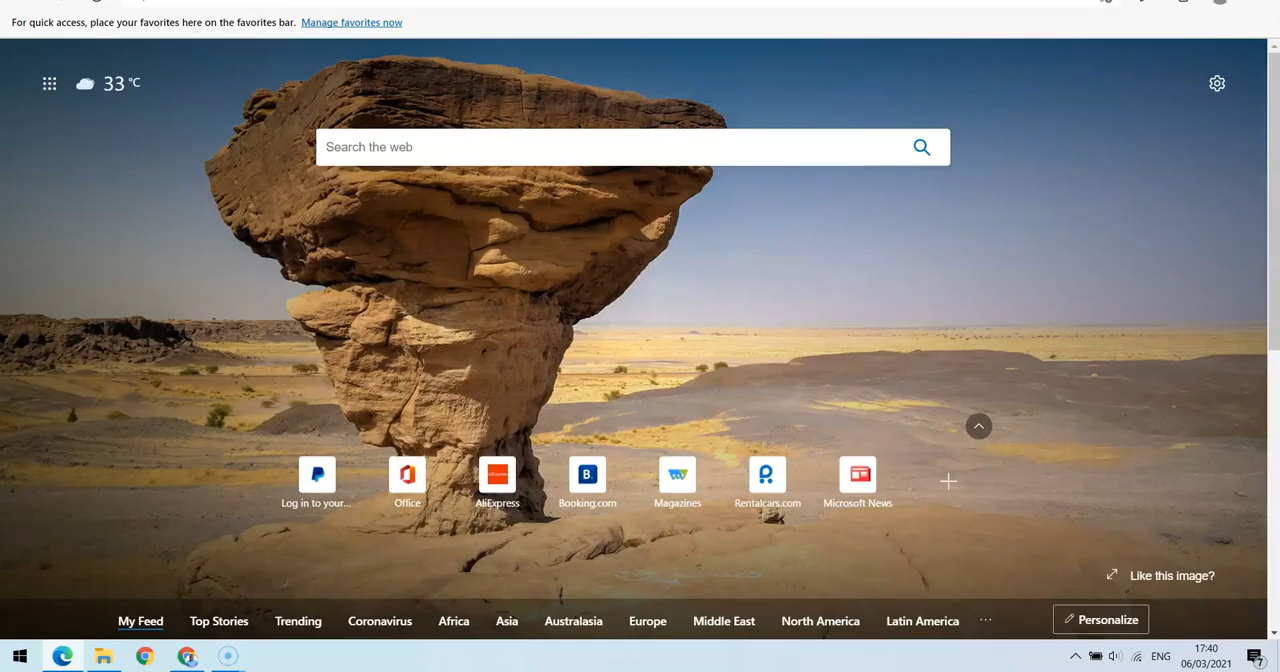 For quick access, place your favorites here on the favorites bar. Manage favorites now
33 °C
Search the web
Log in to your... Office AliExpress Booking.com Magazines Rentalcars.com Microsoft News
Like this image?
My Feed Top Stories Trending Coronavirus Africa Asia Australasia Europe Middle East North America Latin America ... Personalize
ENG 17:40
06/03/2021 7